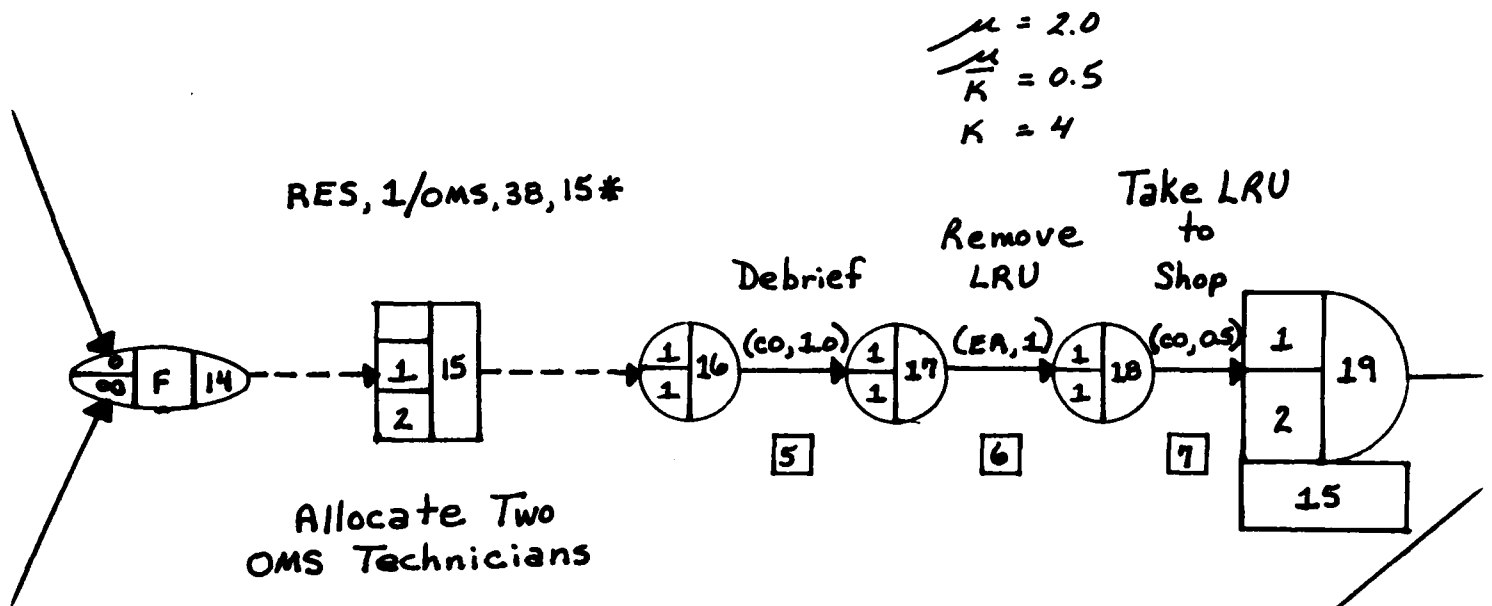 μ = 2.0
μ/K = 0.5
K = 4
RES, 1/OMS, 38, 15*
Take LRU
to
Shop
Remove
LRU
Debrief
(CO, 1.0)
(ER, 1)
(CO, 0.5)
0
∞
F
14
1
2
15
1
1
16
1
1
17
1
1
18
1
2
19
15
5
6
7
Allocate Two
OMS Technicians